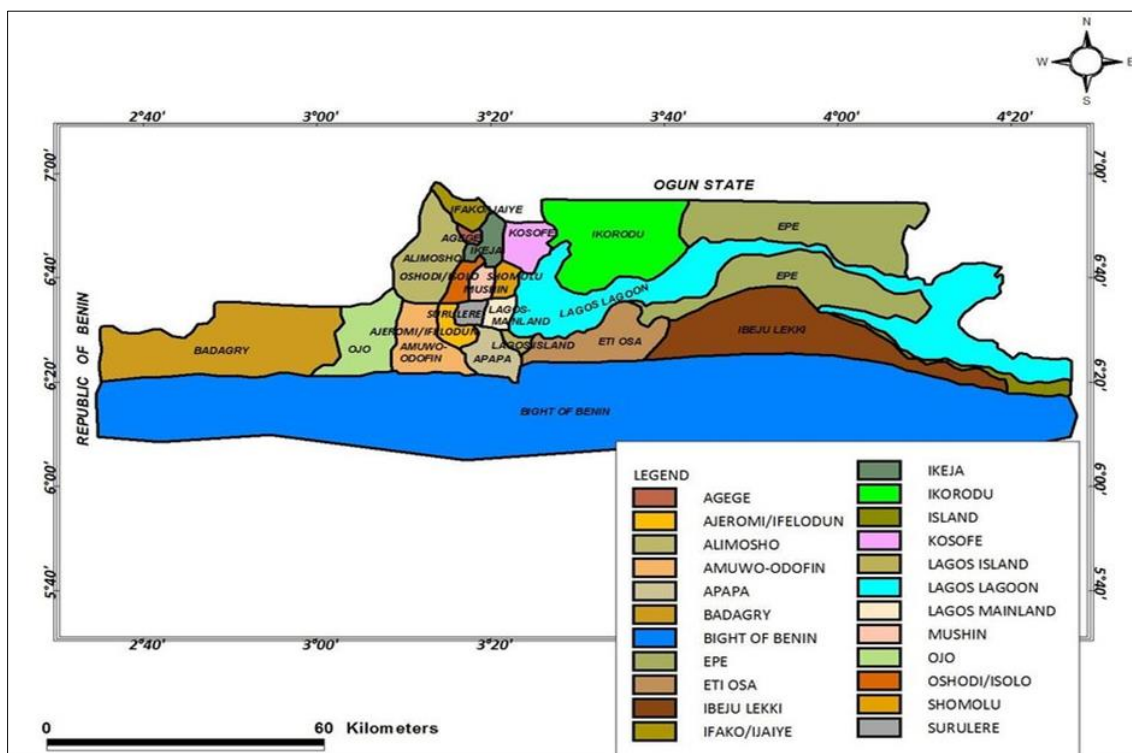 N
W E
S
2°40' 3°00' 3°20' 3°40' 4°00' 4°20'
7°00' 7°00'
OGUN STATE
IFAKO/IJAIYE
KOSOFE
EPE
IKORODU
AGEGE
IKEJA
ALIMOSHO
OSHODI/ISOLO
SHOMOLU
6°40' 6°40'
MUSHIN
EPE
LAGOS LAGOON
SURULERE
LAGOS-
MAINLAND
REPUBLIC OF BENIN
AJEROMI/IFELODUN
IBEJU LEKKI
BADAGRY
OJO
AMUWO-
ODOFIN
LAGOS ISLAND
ETI OSA
APAPA
6°20' 6°20'
BIGHT OF BENIN
6°00' 6°00'
5°40' 5°40'
2°40' 3°00' 3°20'
LEGEND
AGEGE
AJEROMI/IFELODUN
ALIMOSHO
AMUWO-ODOFIN
APAPA
BADAGRY
BIGHT OF BENIN
EPE
ETI OSA
IBEJU LEKKI
IFAKO/IJAIYE
IKEJA
IKORODU
ISLAND
KOSOFE
LAGOS ISLAND
LAGOS LAGOON
LAGOS MAINLAND
MUSHIN
OJO
OSHODI/ISOLO
SHOMOLU
SURULERE
0 60 Kilometers